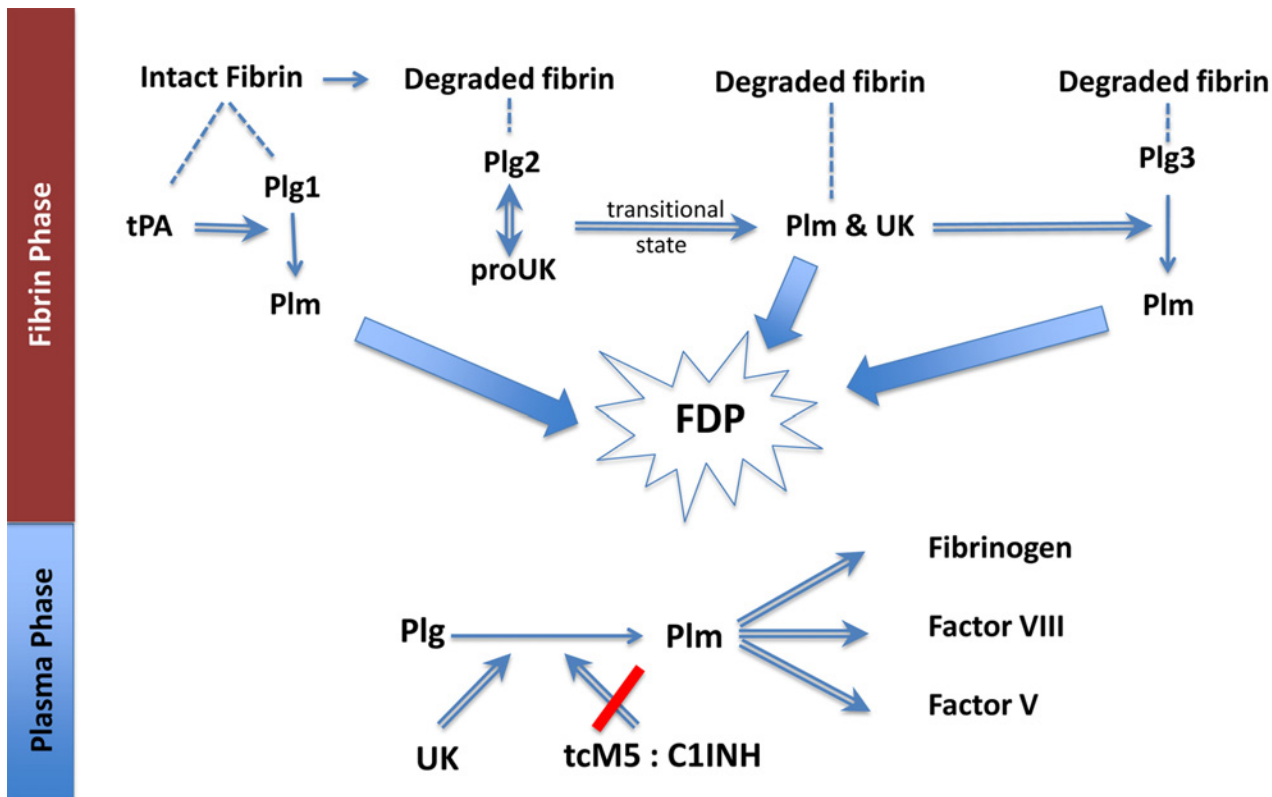 Fibrin Phase
Intact Fibrin
Degraded fibrin
Degraded fibrin
Degraded fibrin
Plg1
Plg2
Plg3
tPA
transitional
state
Plm & UK
proUK
Plm
Plm
FDP
Plasma Phase
Fibrinogen
Plg
Plm
Factor VIII
Factor V
UK
tcM5 : C1INH